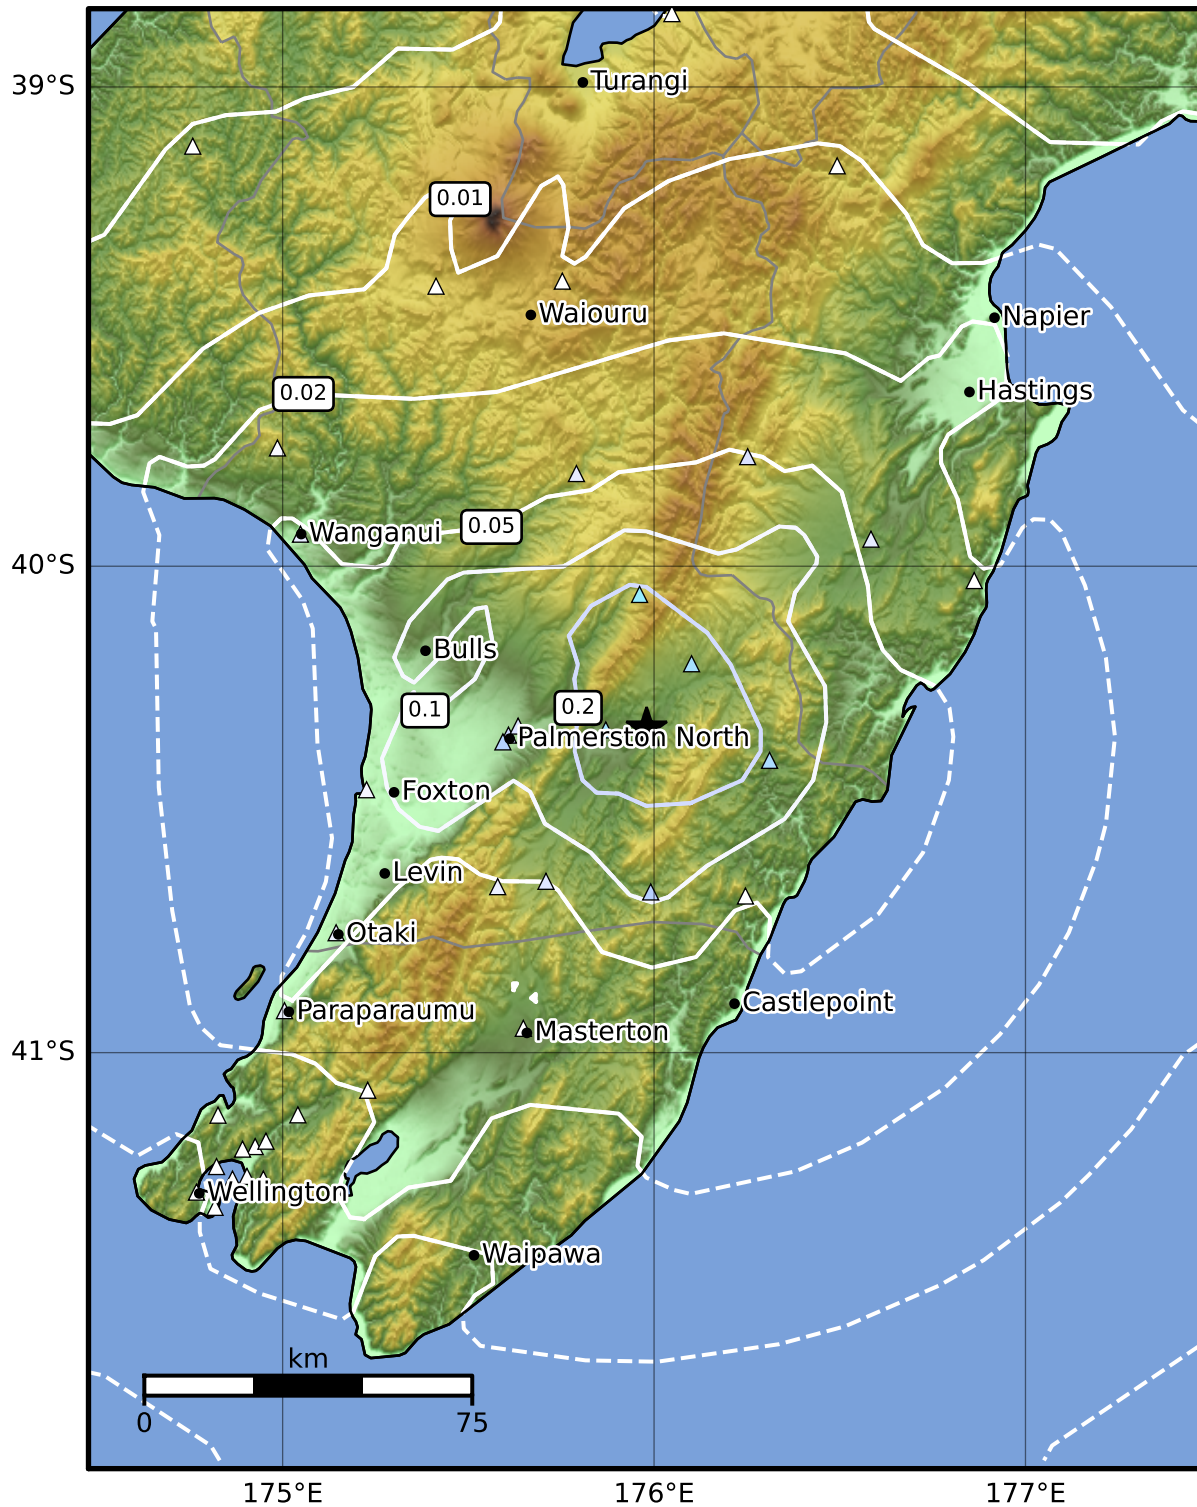 39°S
Turangi
0.01
Waiouru
Napier
Hastings
0.02
0.05
Wanganui
40°S
Bulls
0.1
0.2
Palmerston North
Foxton
Levin
Otaki
Castlepoint
Paraparaumu
Masterton
41°S
Wellington
Waipawa
km
0 75
175°E 176°E 177°E